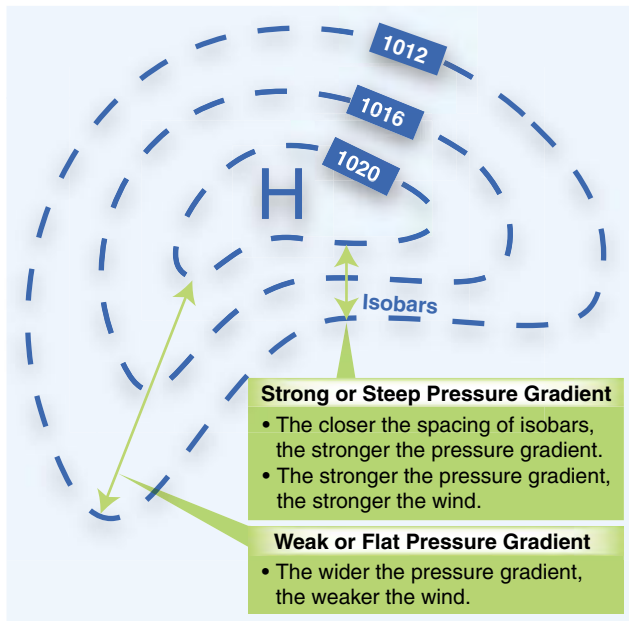 1012
1016
1020
H
Isobars
Strong or Steep Pressure Gradient
• The closer the spacing of isobars,
the stronger the pressure gradient.
• The stronger the pressure gradient,
the stronger the wind.
Weak or Flat Pressure Gradient
• The wider the pressure gradient,
the weaker the wind.